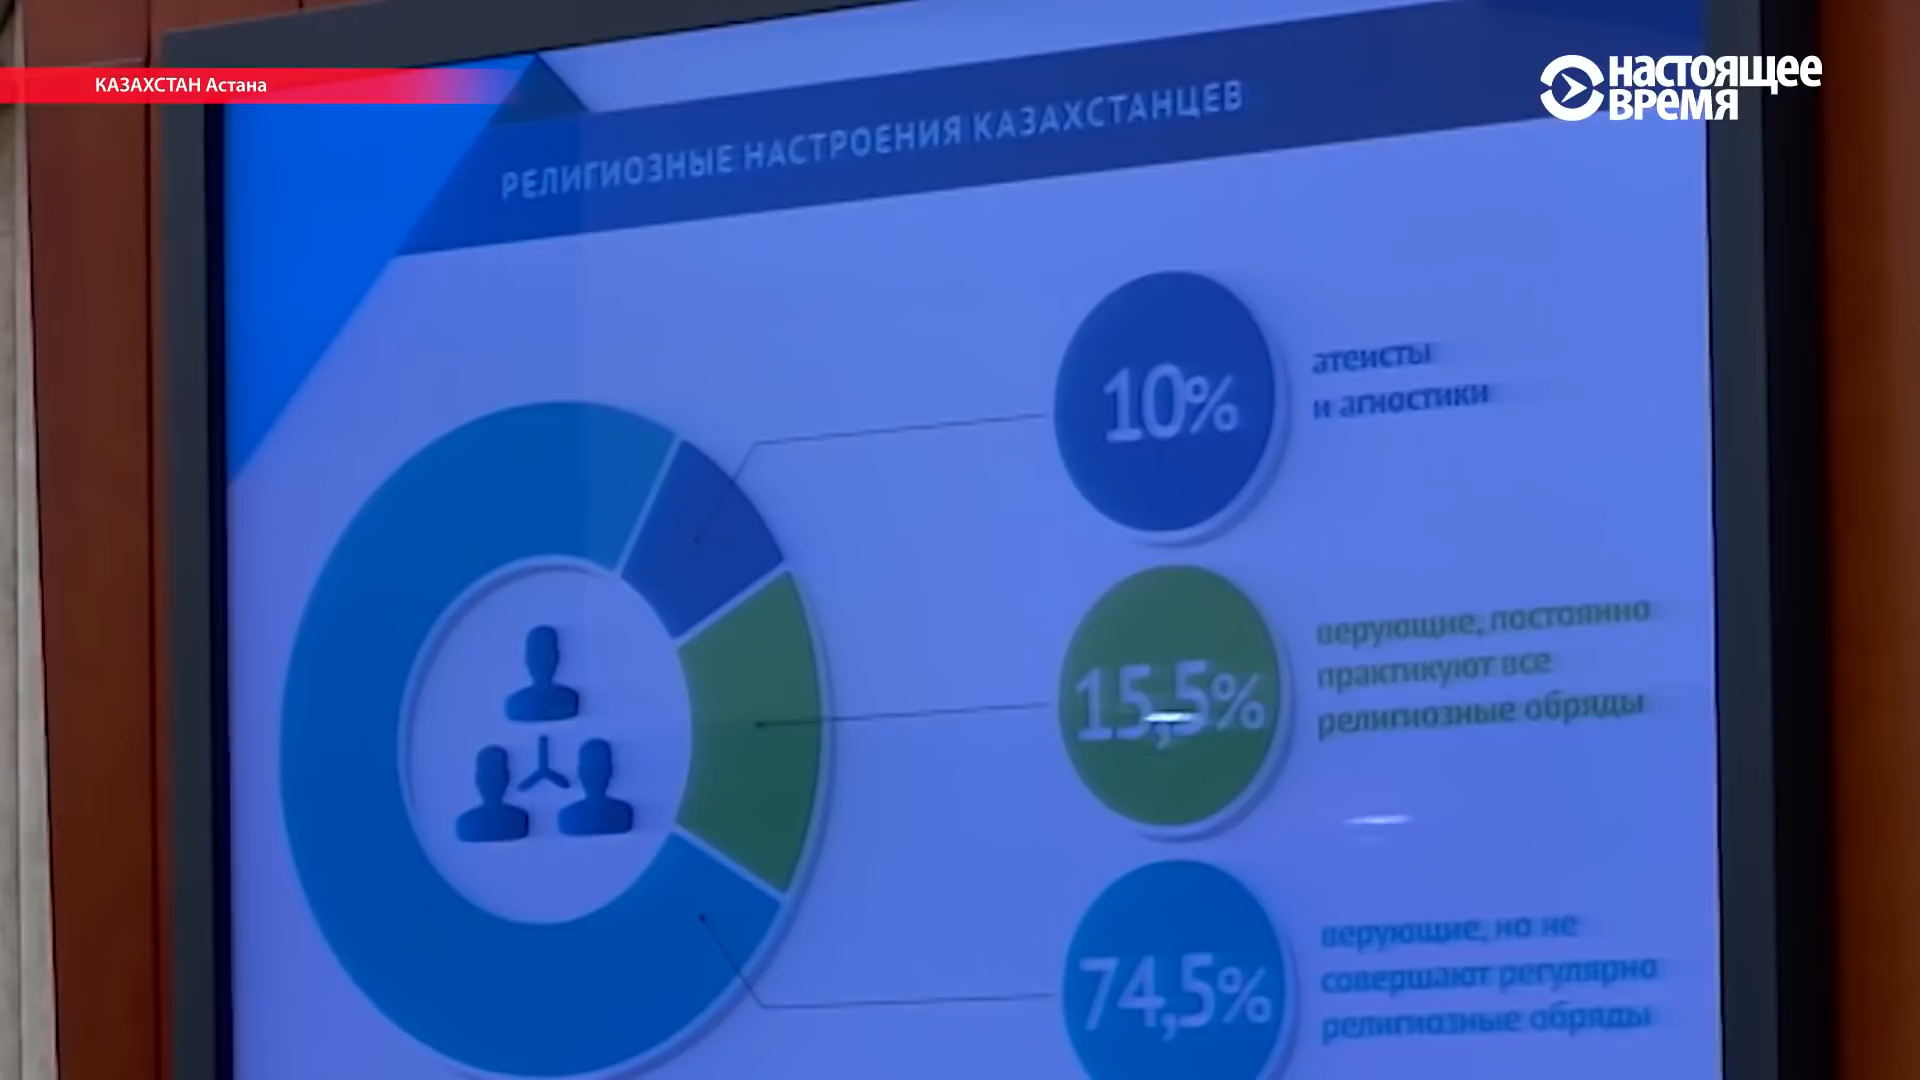 КАЗАХСТАН Астана
НАСТОЯЩЕЕ
ВРЕМЯ
РЕЛИГИОЗНЫЕ НАСТРОЕНИЯ КАЗАХСТАНЦЕВ
10%
атеисты
и агностики
15,5%
верующие, постоянно
практикуют все
религиозные обряды
74,5%
верующие, но не
совершают регулярно
религиозные обряды